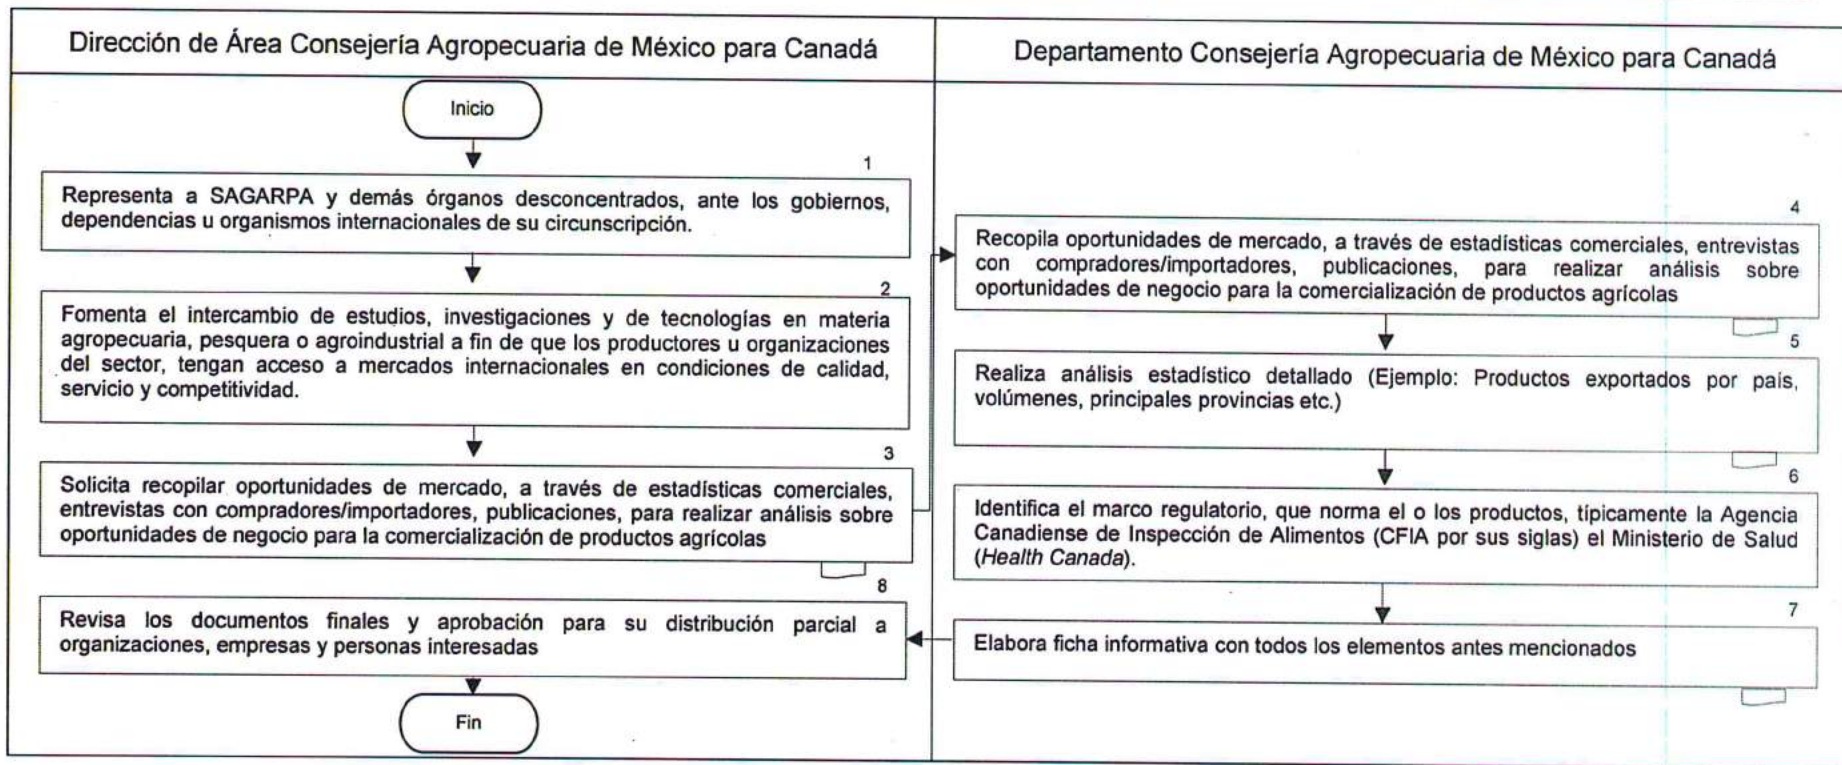 Dirección de Área Consejería Agropecuaria de México para Canadá
Departamento Consejería Agropecuaria de México para Canadá
Inicio
1
Representa a SAGARPA y demás órganos desconcentrados, ante los gobiernos,
dependencias u organismos internacionales de su circunscripción.
2
Fomenta el intercambio de estudios, investigaciones y de tecnologías en materia
agropecuaria, pesquera o agroindustrial a fin de que los productores u organizaciones
del sector, tengan acceso a mercados internacionales en condiciones de calidad,
servicio y competitividad.
3
Solicita recopilar oportunidades de mercado, a través de estadísticas comerciales,
entrevistas con compradores/importadores, publicaciones, para realizar análisis sobre
oportunidades de negocio para la comercialización de productos agrícolas
4
Recopila oportunidades de mercado, a través de estadísticas comerciales, entrevistas
con compradores/importadores, publicaciones, para realizar análisis sobre
oportunidades de negocio para la comercialización de productos agrícolas
5
Realiza análisis estadístico detallado (Ejemplo: Productos exportados por país,
volúmenes, principales provincias etc.)
6
Identifica el marco regulatorio, que norma el o los productos, típicamente la Agencia
Canadiense de Inspección de Alimentos (CFIA por sus siglas) el Ministerio de Salud
(Health Canada).
7
Elabora ficha informativa con todos los elementos antes mencionados
8
Revisa los documentos finales y aprobación para su distribución parcial a
organizaciones, empresas y personas interesadas
Fin